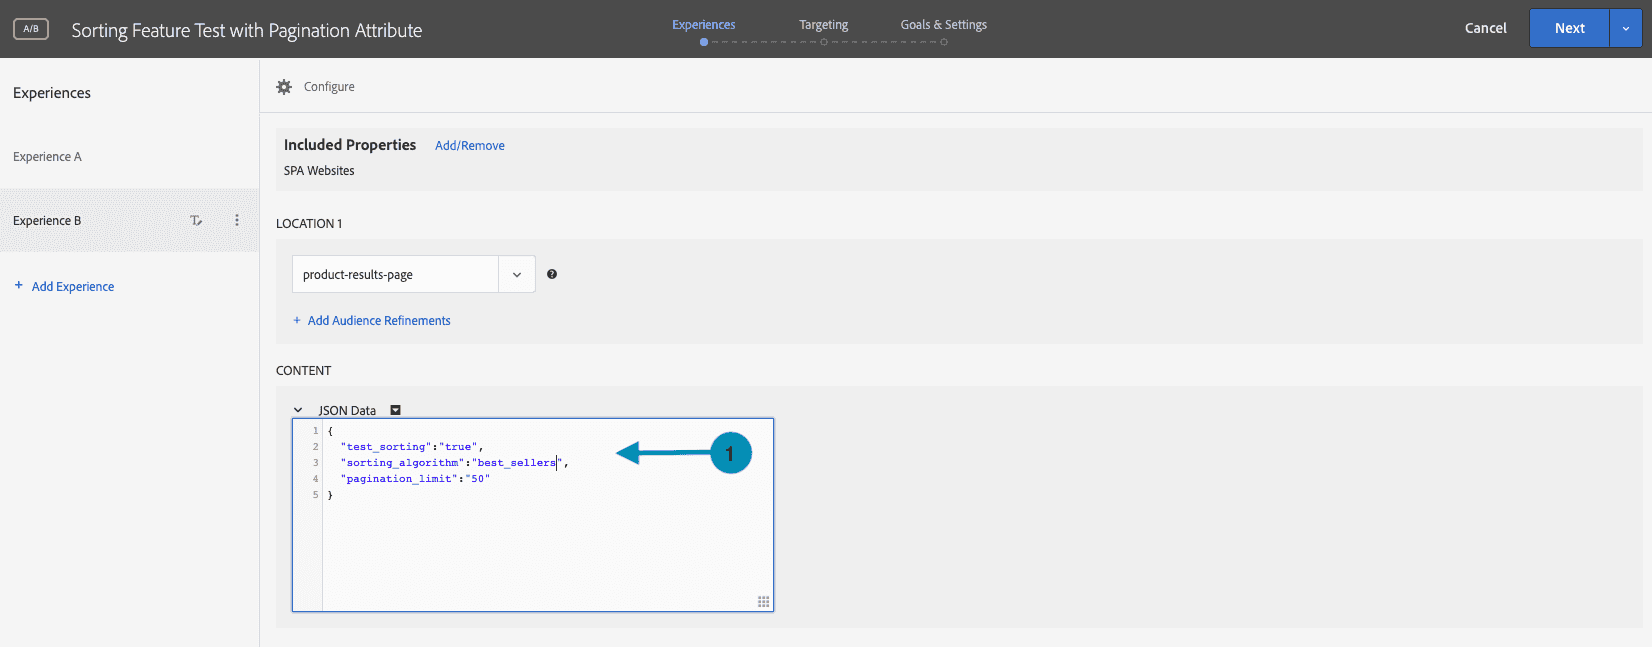 A/B
Sorting Feature Test with Pagination Attribute
Experiences
Targeting
Goals & Settings
Cancel
Next
Experiences
Experience A
Experience B
+ Add Experience
Configure
Included Properties
Add/Remove
SPA Websites
LOCATION 1
product-results-page
?
+ Add Audience Refinements
CONTENT
JSON Data
1 {
2 "test_sorting":"true",
3 "sorting_algorithm":"best_sellers",
4 "pagination_limit":"50"
5 }
1